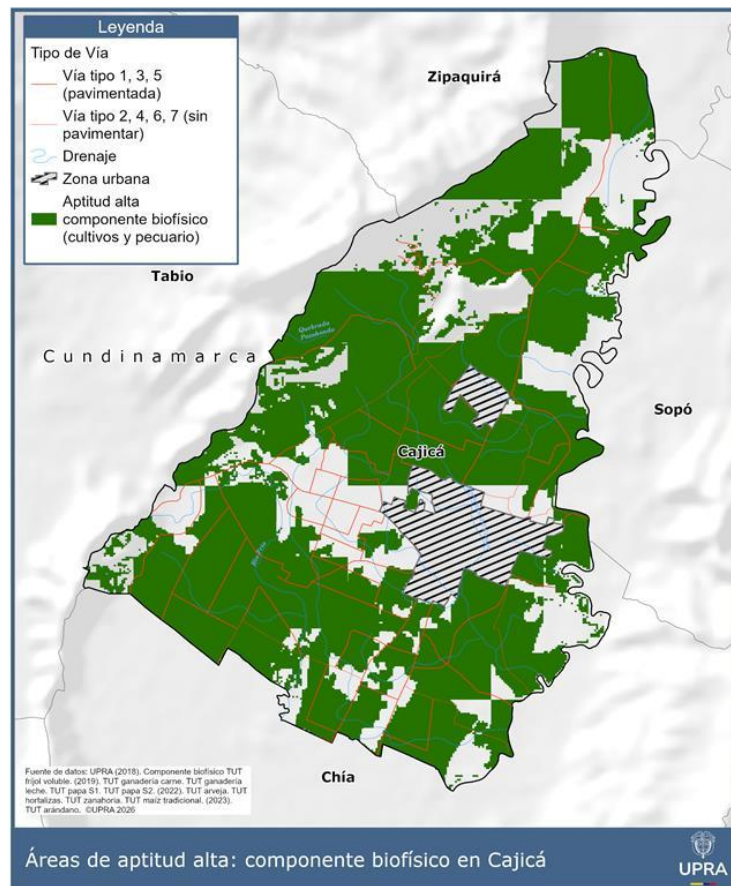 Leyenda
Tipo de Vía
Vía tipo 1, 3, 5
(pavimentada)
Vía tipo 2, 4, 6, 7 (sin
pavimentar)
Drenaje
Zona urbana
Aptitud alta
componente biofísico
(cultivos y pecuario)
Zipaquirá
Tabio
Cundinamarca
Quebrada
Sopó
Cajicá
Chía
Fuente de datos: UPRA (2018). Componente biofísico TUT
fríjol voluble. (2019). TUT ganadería carne. TUT ganadería
leche. TUT papa S1. TUT papa S2. (2022). TUT arveja. TUT
hortalizas. TUT zanahoria. TUT maíz tradicional. (2023).
TUT arándano. ©UPRA 2026
Áreas de aptitud alta: componente biofísico en Cajicá
UPRA